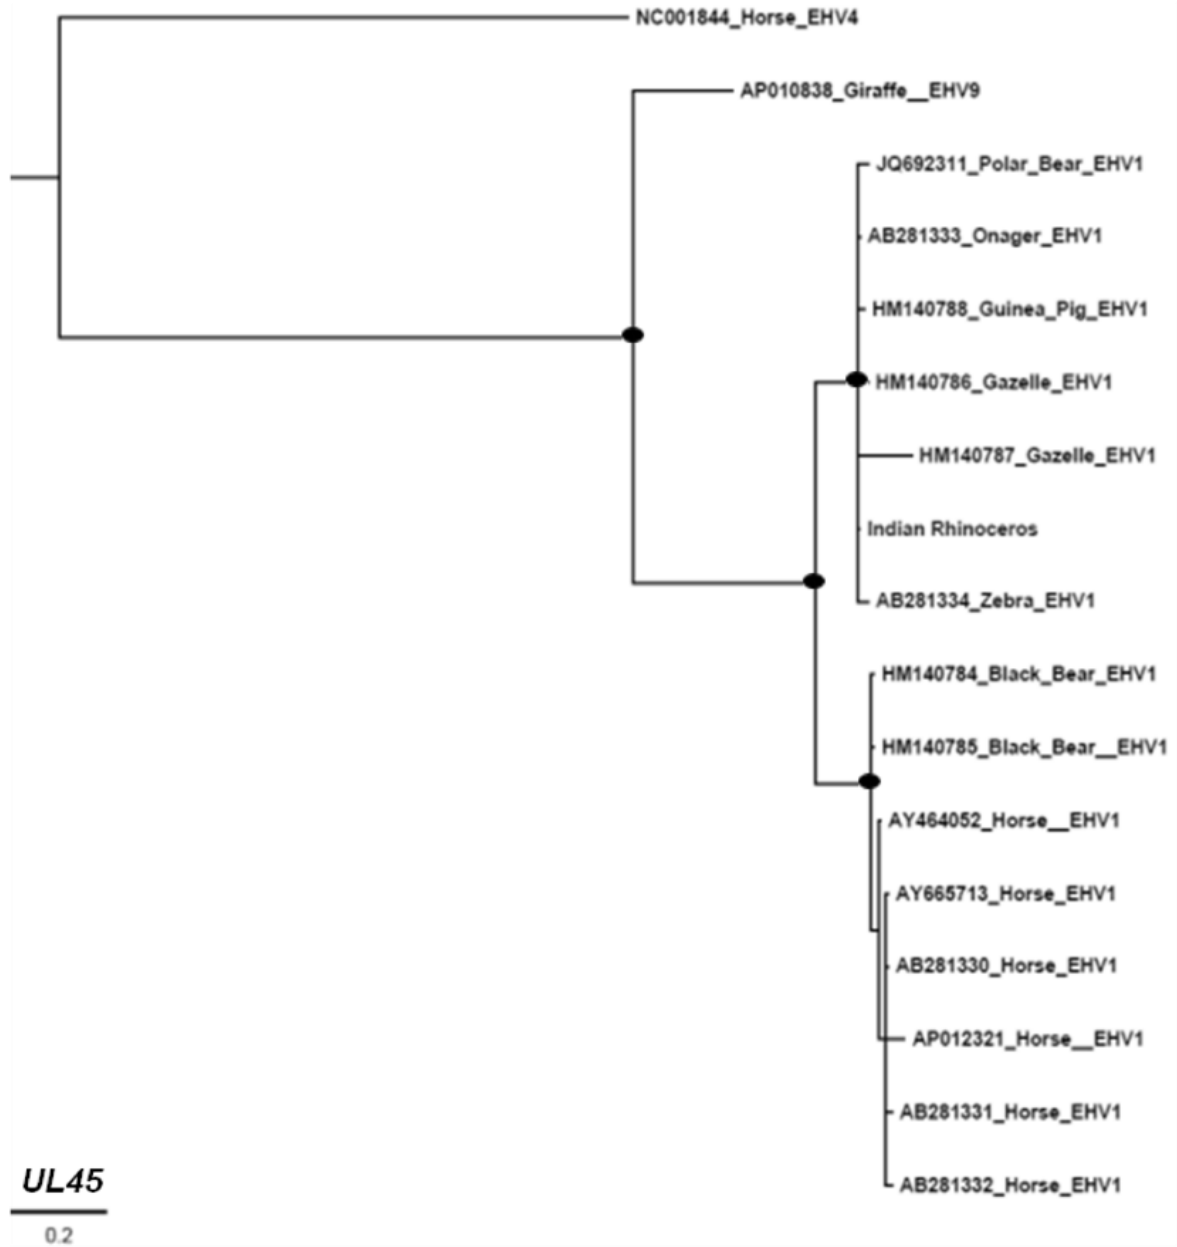 NC001844_Horse_EHV4
AP010838_Giraffe__EHV9
JQ692311_Polar_Bear_EHV1
AB281333_Onager_EHV1
HM140788_Guinea_Pig_EHV1
HM140786_Gazelle_EHV1
HM140787_Gazelle_EHV1
Indian Rhinoceros
AB281334_Zebra_EHV1
HM140784_Black_Bear_EHV1
HM140785_Black_Bear__EHV1
AY464052_Horse__EHV1
AY665713_Horse_EHV1
AB281330_Horse_EHV1
AP012321_Horse__EHV1
AB281331_Horse_EHV1
AB281332_Horse_EHV1
UL45
0.2